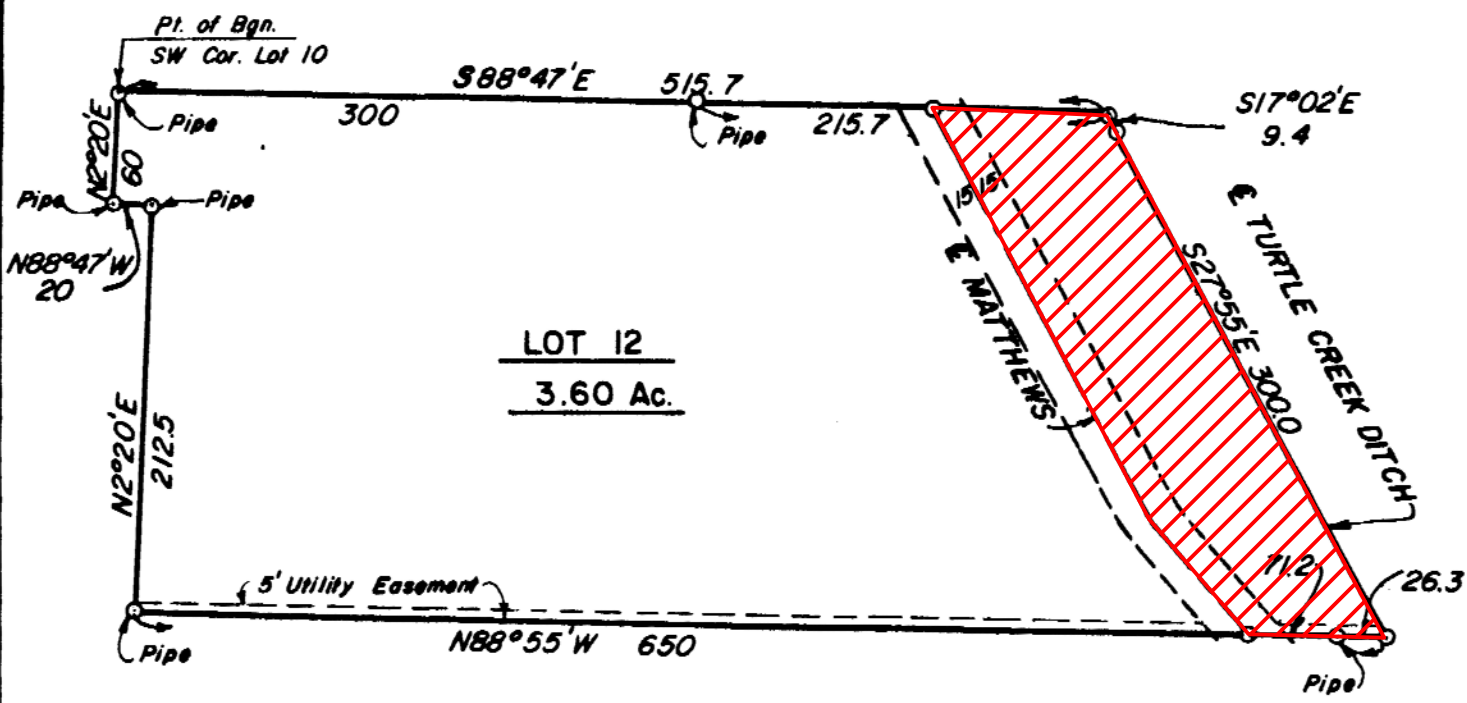 Pt. of Bgn.
SW Cor. Lot 10
S88°47'E
515.7
300
215.7
S17°02'E
9.4
Pipe
Pipe
N2°20'E
60
Pipe
Pipe
N88°47'W
20
15
15
℄ MATTHEWS
S27°55'E 300.0
℄ TURTLE CREEK DITCH
LOT 12
3.60 Ac.
N2°20'E
212.5
5' Utility Easement
71.2
26.3
N88°55'W 650
Pipe
Pipe